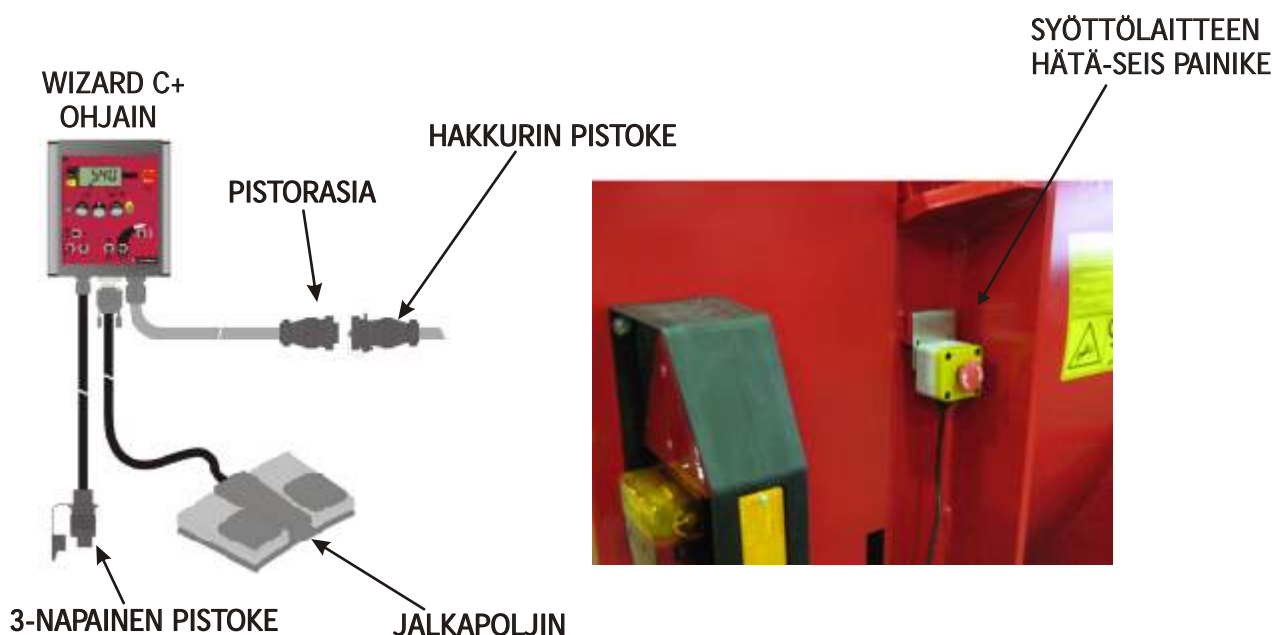 SYÖTTÖLAITTEEN
HÄTÄ-SEIS PAINIKE
WIZARD C+
OHJAIN
HAKKURIN PISTOKE
PISTORASIA
3-NAPAINEN PISTOKE
JALKAPOLJIN